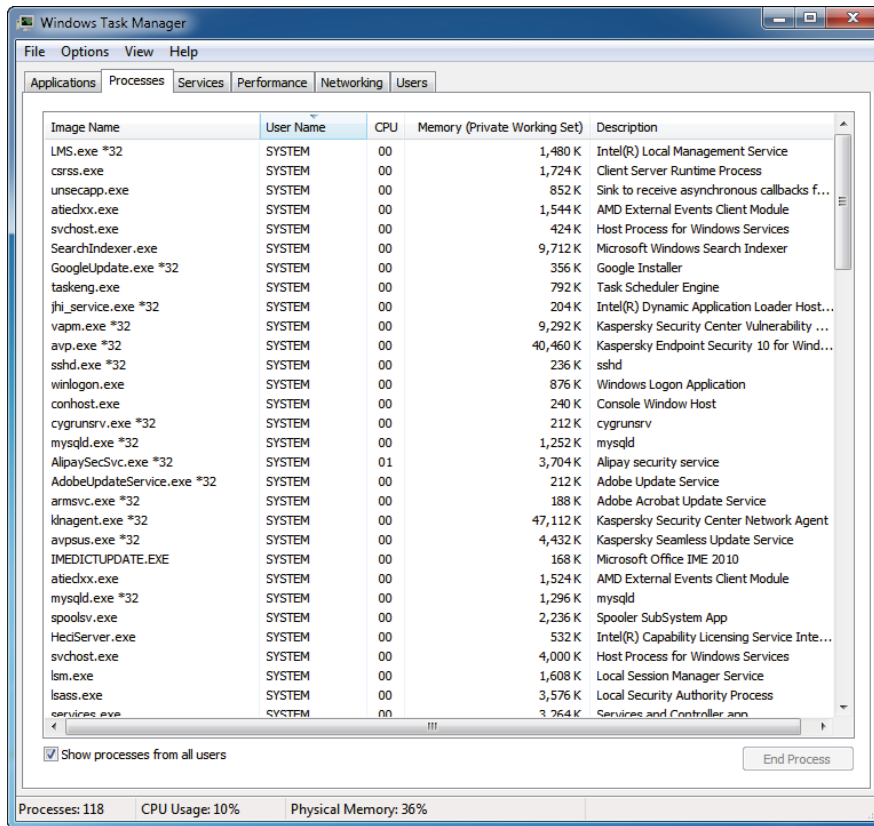 Windows Task Manager
File Options View Help
Applications Processes Services Performance Networking Users
Image Name User Name CPU Memory (Private Working Set) Description
LMS.exe *32 SYSTEM 00 1,480 K Intel(R) Local Management Service
csrss.exe SYSTEM 00 1,724 K Client Server Runtime Process
unsecapp.exe SYSTEM 00 852 K Sink to receive asynchronous callbacks f...
atieclxx.exe SYSTEM 00 1,544 K AMD External Events Client Module
svchost.exe SYSTEM 00 424 K Host Process for Windows Services
SearchIndexer.exe SYSTEM 00 9,712 K Microsoft Windows Search Indexer
GoogleUpdate.exe *32 SYSTEM 00 356 K Google Installer
taskeng.exe SYSTEM 00 792 K Task Scheduler Engine
jhi_service.exe *32 SYSTEM 00 204 K Intel(R) Dynamic Application Loader Host...
vapm.exe *32 SYSTEM 00 9,292 K Kaspersky Security Center Vulnerability ...
avp.exe *32 SYSTEM 00 40,460 K Kaspersky Endpoint Security 10 for Wind...
sshd.exe *32 SYSTEM 00 236 K sshd
winlogon.exe SYSTEM 00 876 K Windows Logon Application
conhost.exe SYSTEM 00 240 K Console Window Host
cygrunsrv.exe *32 SYSTEM 00 212 K cygrunsrv
mysqld.exe *32 SYSTEM 00 1,252 K mysqld
AlipaySecSvc.exe *32 SYSTEM 01 3,704 K Alipay security service
AdobeUpdateService.exe *32 SYSTEM 00 212 K Adobe Update Service
armsvc.exe *32 SYSTEM 00 188 K Adobe Acrobat Update Service
klnagent.exe *32 SYSTEM 00 47,112 K Kaspersky Security Center Network Agent
avpsus.exe *32 SYSTEM 00 4,432 K Kaspersky Seamless Update Service
IMEDICTUPDATE.EXE SYSTEM 00 168 K Microsoft Office IME 2010
atieclxx.exe SYSTEM 00 1,524 K AMD External Events Client Module
mysqld.exe *32 SYSTEM 00 1,296 K mysqld
spoolsv.exe SYSTEM 00 2,236 K Spooler SubSystem App
HeciServer.exe SYSTEM 00 532 K Intel(R) Capability Licensing Service Inte...
svchost.exe SYSTEM 00 4,000 K Host Process for Windows Services
lsm.exe SYSTEM 00 1,608 K Local Session Manager Service
lsass.exe SYSTEM 00 3,576 K Local Security Authority Process
services.exe SYSTEM 00 3,264 K Services and Controller app
Show processes from all users
End Process
Processes: 118 CPU Usage: 10% Physical Memory: 36%